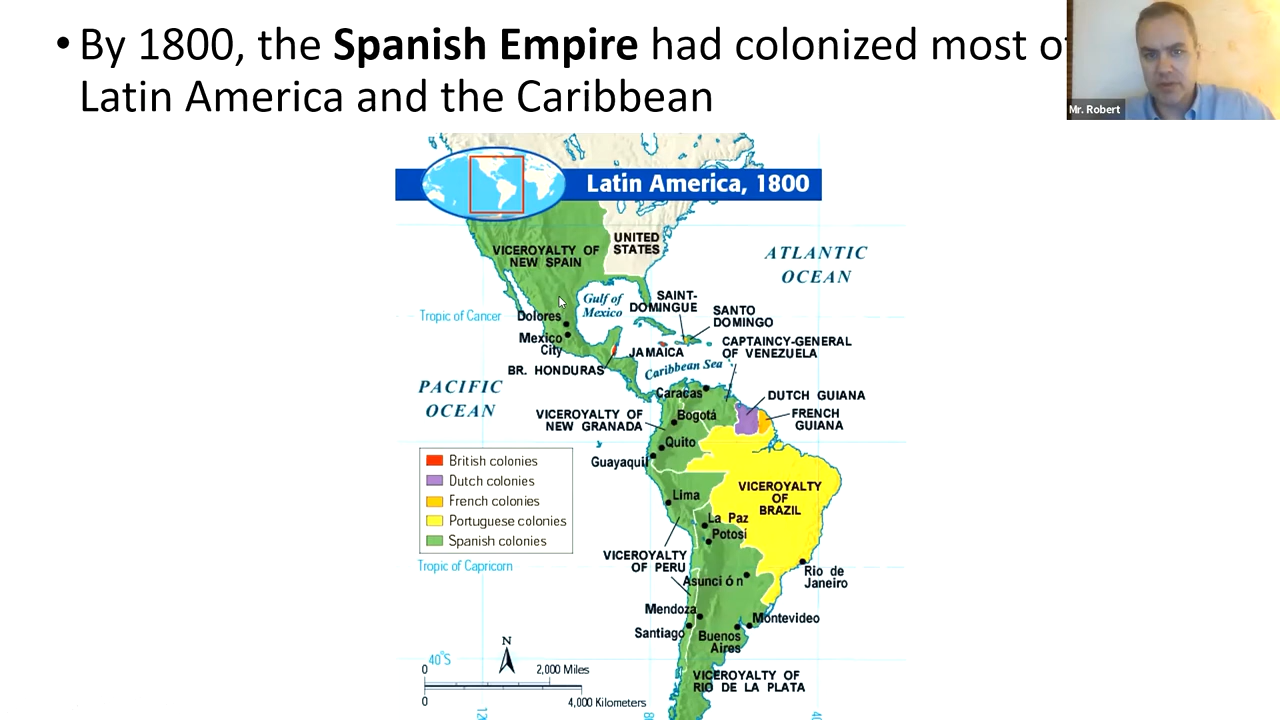 • By 1800, the Spanish Empire had colonized most of
Latin America and the Caribbean
Mr. Robert
Latin America, 1800
UNITED
STATES
VICEROYALTY OF
NEW SPAIN
ATLANTIC
OCEAN
Gulf of
Mexico
SAINT-
DOMINGUE
SANTO
DOMINGO
Tropic of Cancer
Dolores
Mexico
City
JAMAICA
CAPTAINCY-GENERAL
OF VENEZUELA
BR. HONDURAS
Caribbean Sea
PACIFIC
OCEAN
Caracas
DUTCH GUIANA
VICEROYALTY OF
NEW GRANADA
Bogotá
FRENCH
GUIANA
Quito
Guayaquil
British colonies
Dutch colonies
French colonies
Portuguese colonies
Spanish colonies
Lima
VICEROYALTY
OF
BRAZIL
La Paz
Potosí
VICEROYALTY
OF PERU
Tropic of Capricorn
Asunción
Rio de
Janeiro
Mendoza
Montevideo
Santiago
Buenos
Aires
N
40°S
0 2,000 Miles
0 4,000 Kilometers
VICEROYALTY OF
RIO DE LA PLATA